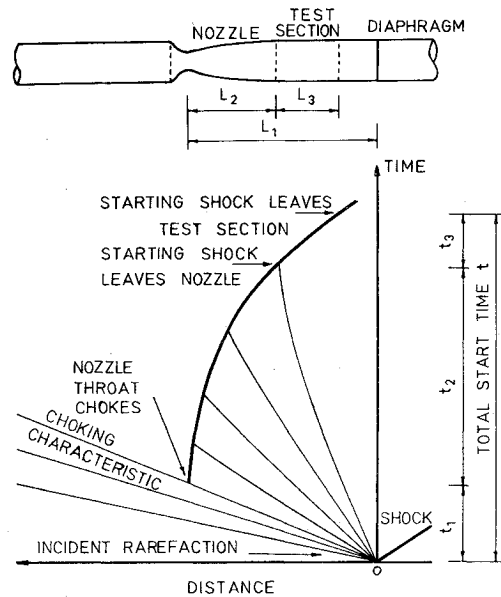 TEST
NOZZLE SECTION DIAPHRAGM
L2 L3
L1
TIME
STARTING SHOCK LEAVES
TEST SECTION
STARTING SHOCK
LEAVES NOZZLE
NOZZLE
THROAT
CHOKES
CHOKING
CHARACTERISTIC
SHOCK
INCIDENT RAREFACTION
O
DISTANCE
t3
t2
t1
TOTAL START TIME t